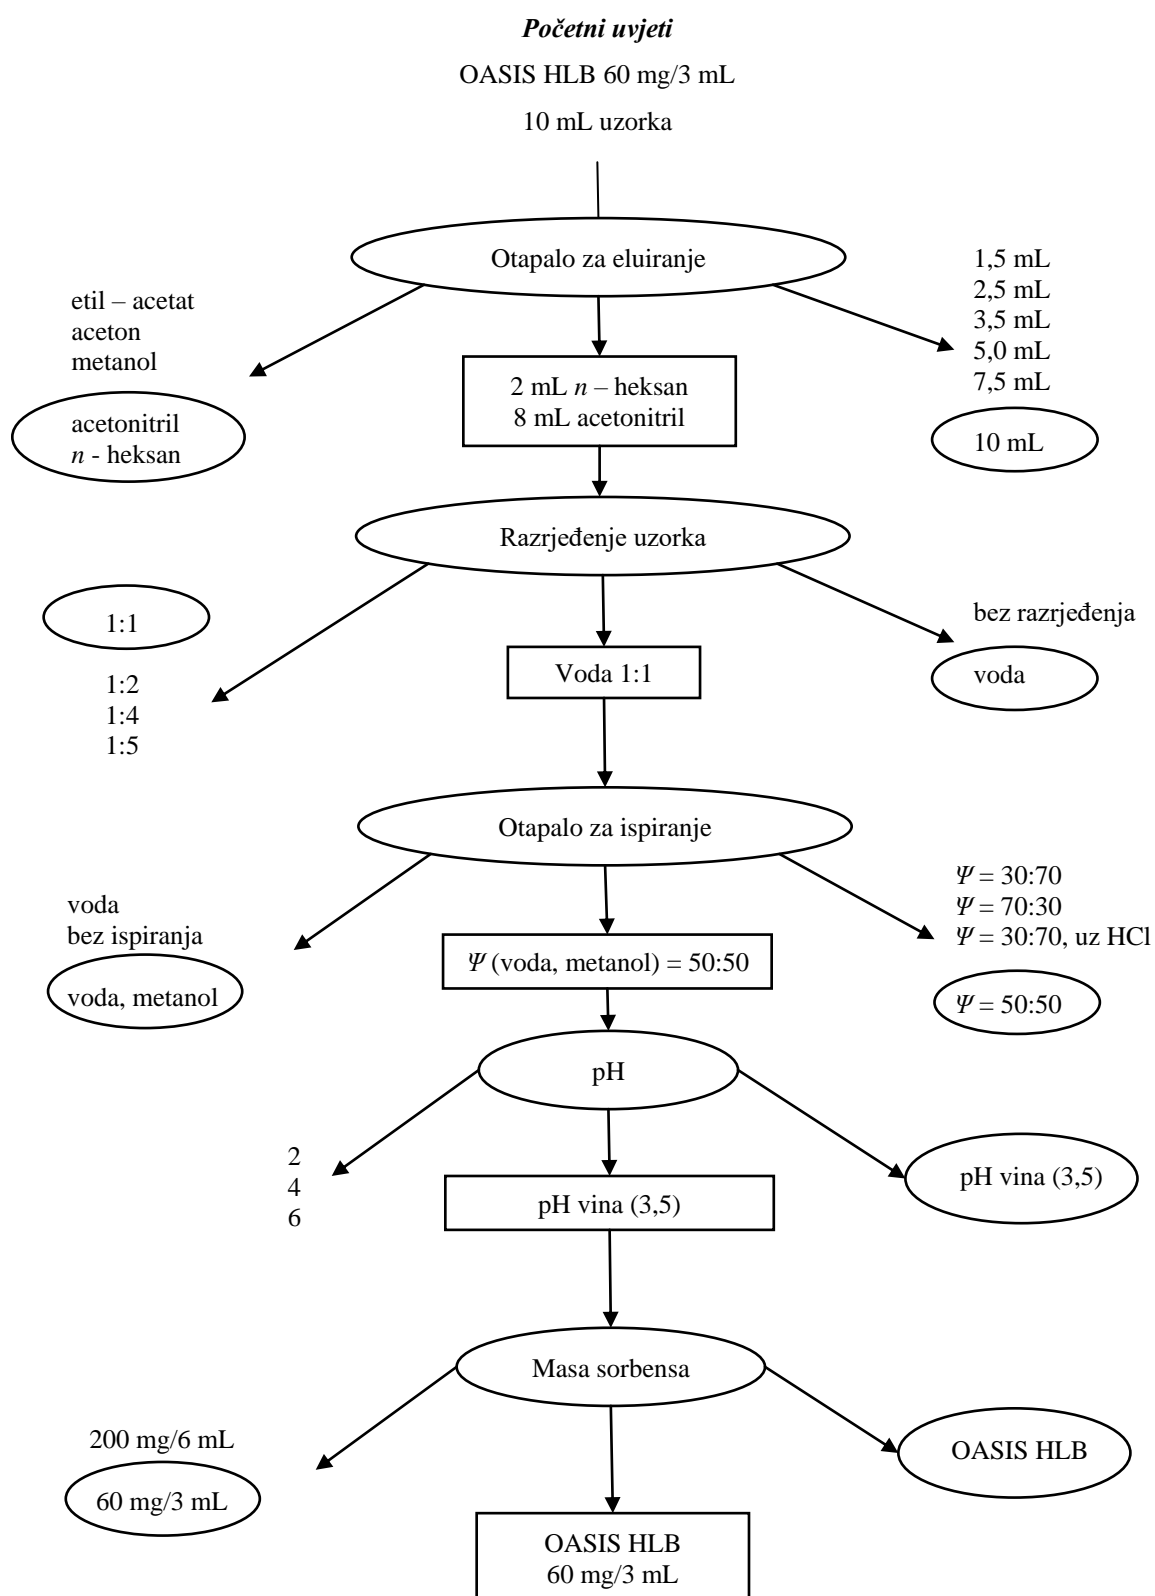 Početni uvjeti
OASIS HLB 60 mg/3 mL
10 mL uzorka
Otapalo za eluiranje
etil – acetat
aceton
metanol
acetonitril
n - heksan
2 mL n – heksan
8 mL acetonitril
1,5 mL
2,5 mL
3,5 mL
5,0 mL
7,5 mL
10 mL
Razrjeđenje uzorka
1:1
1:2
1:4
1:5
Voda 1:1
bez razrjeđenja
voda
Otapalo za ispiranje
voda
bez ispiranja
voda, metanol
Ψ (voda, metanol) = 50:50
Ψ = 30:70
Ψ = 70:30
Ψ = 30:70, uz HCl
Ψ = 50:50
pH
2
4
6
pH vina (3,5)
pH vina (3,5)
Masa sorbensa
200 mg/6 mL
60 mg/3 mL
OASIS HLB
60 mg/3 mL
OASIS HLB